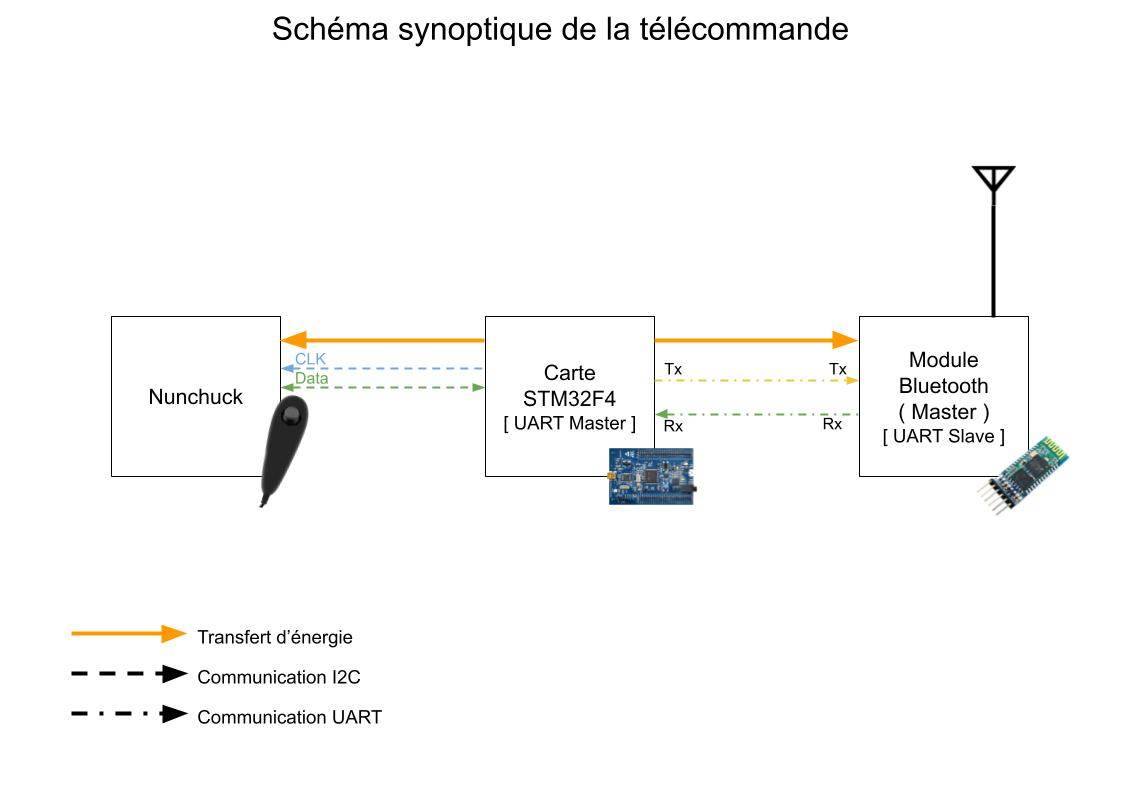 Schéma synoptique de la télécommande
Nunchuck
CLK
Data
Carte
STM32F4
[ UART Master ]
Tx
Tx
Rx
Rx
Module
Bluetooth
( Master )
[ UART Slave ]
Transfert d’énergie
Communication I2C
Communication UART